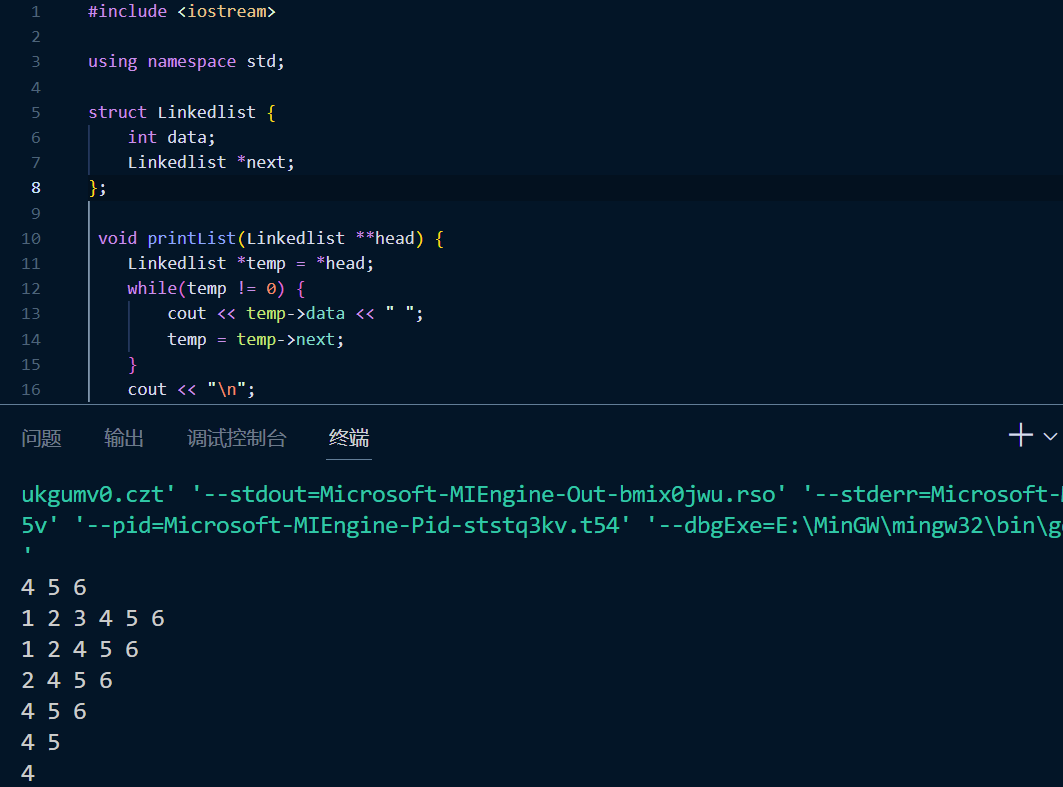 1 #include <iostream>
2
3 using namespace std;
4
5 struct Linkedlist {
6     int data;
7     Linkedlist *next;
8 };
9
10  void printList(Linkedlist **head) {
11     Linkedlist *temp = *head;
12     while(temp != 0) {
13         cout << temp->data << " ";
14         temp = temp->next;
15     }
16     cout << "\n";
问题 输出 调试控制台 终端
ukgumv0.czt' '--stdout=Microsoft-MIEngine-Out-bmix0jwu.rso' '--stderr=Microsoft-
5v' '--pid=Microsoft-MIEngine-Pid-ststq3kv.t54' '--dbgExe=E:\MinGW\mingw32\bin\g
'
4 5 6
1 2 3 4 5 6
1 2 4 5 6
2 4 5 6
4 5 6
4 5
4